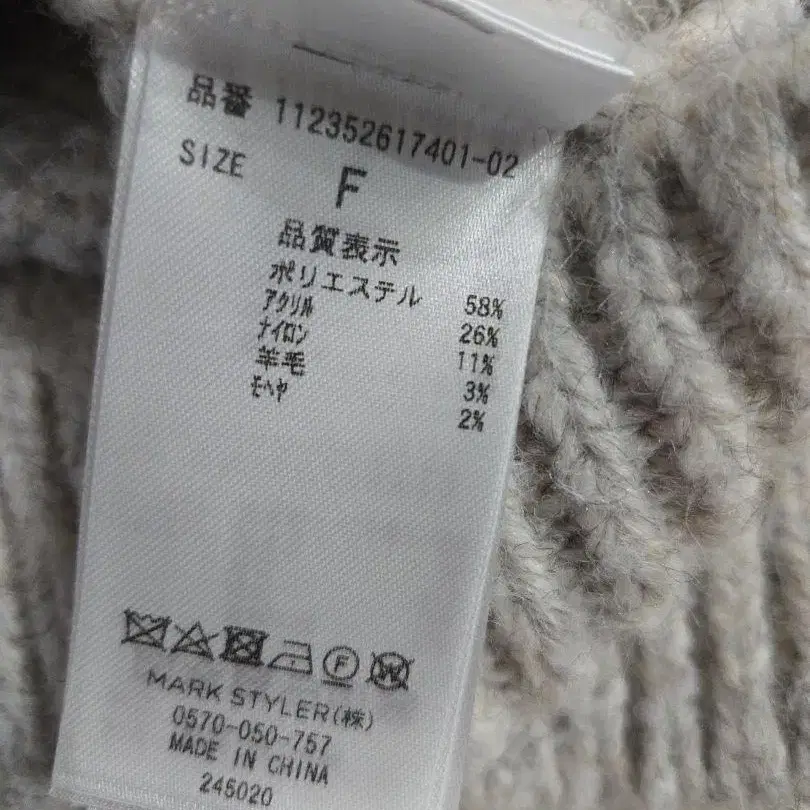 品番 112352617401-02
SIZE F
品質表示
ポリエステル 58%
アクリル 26%
ナイロン 11%
羊毛 3%
モヘヤ 2%
F W
MARK STYLER(株)
0570-050-757
MADE IN CHINA
245020